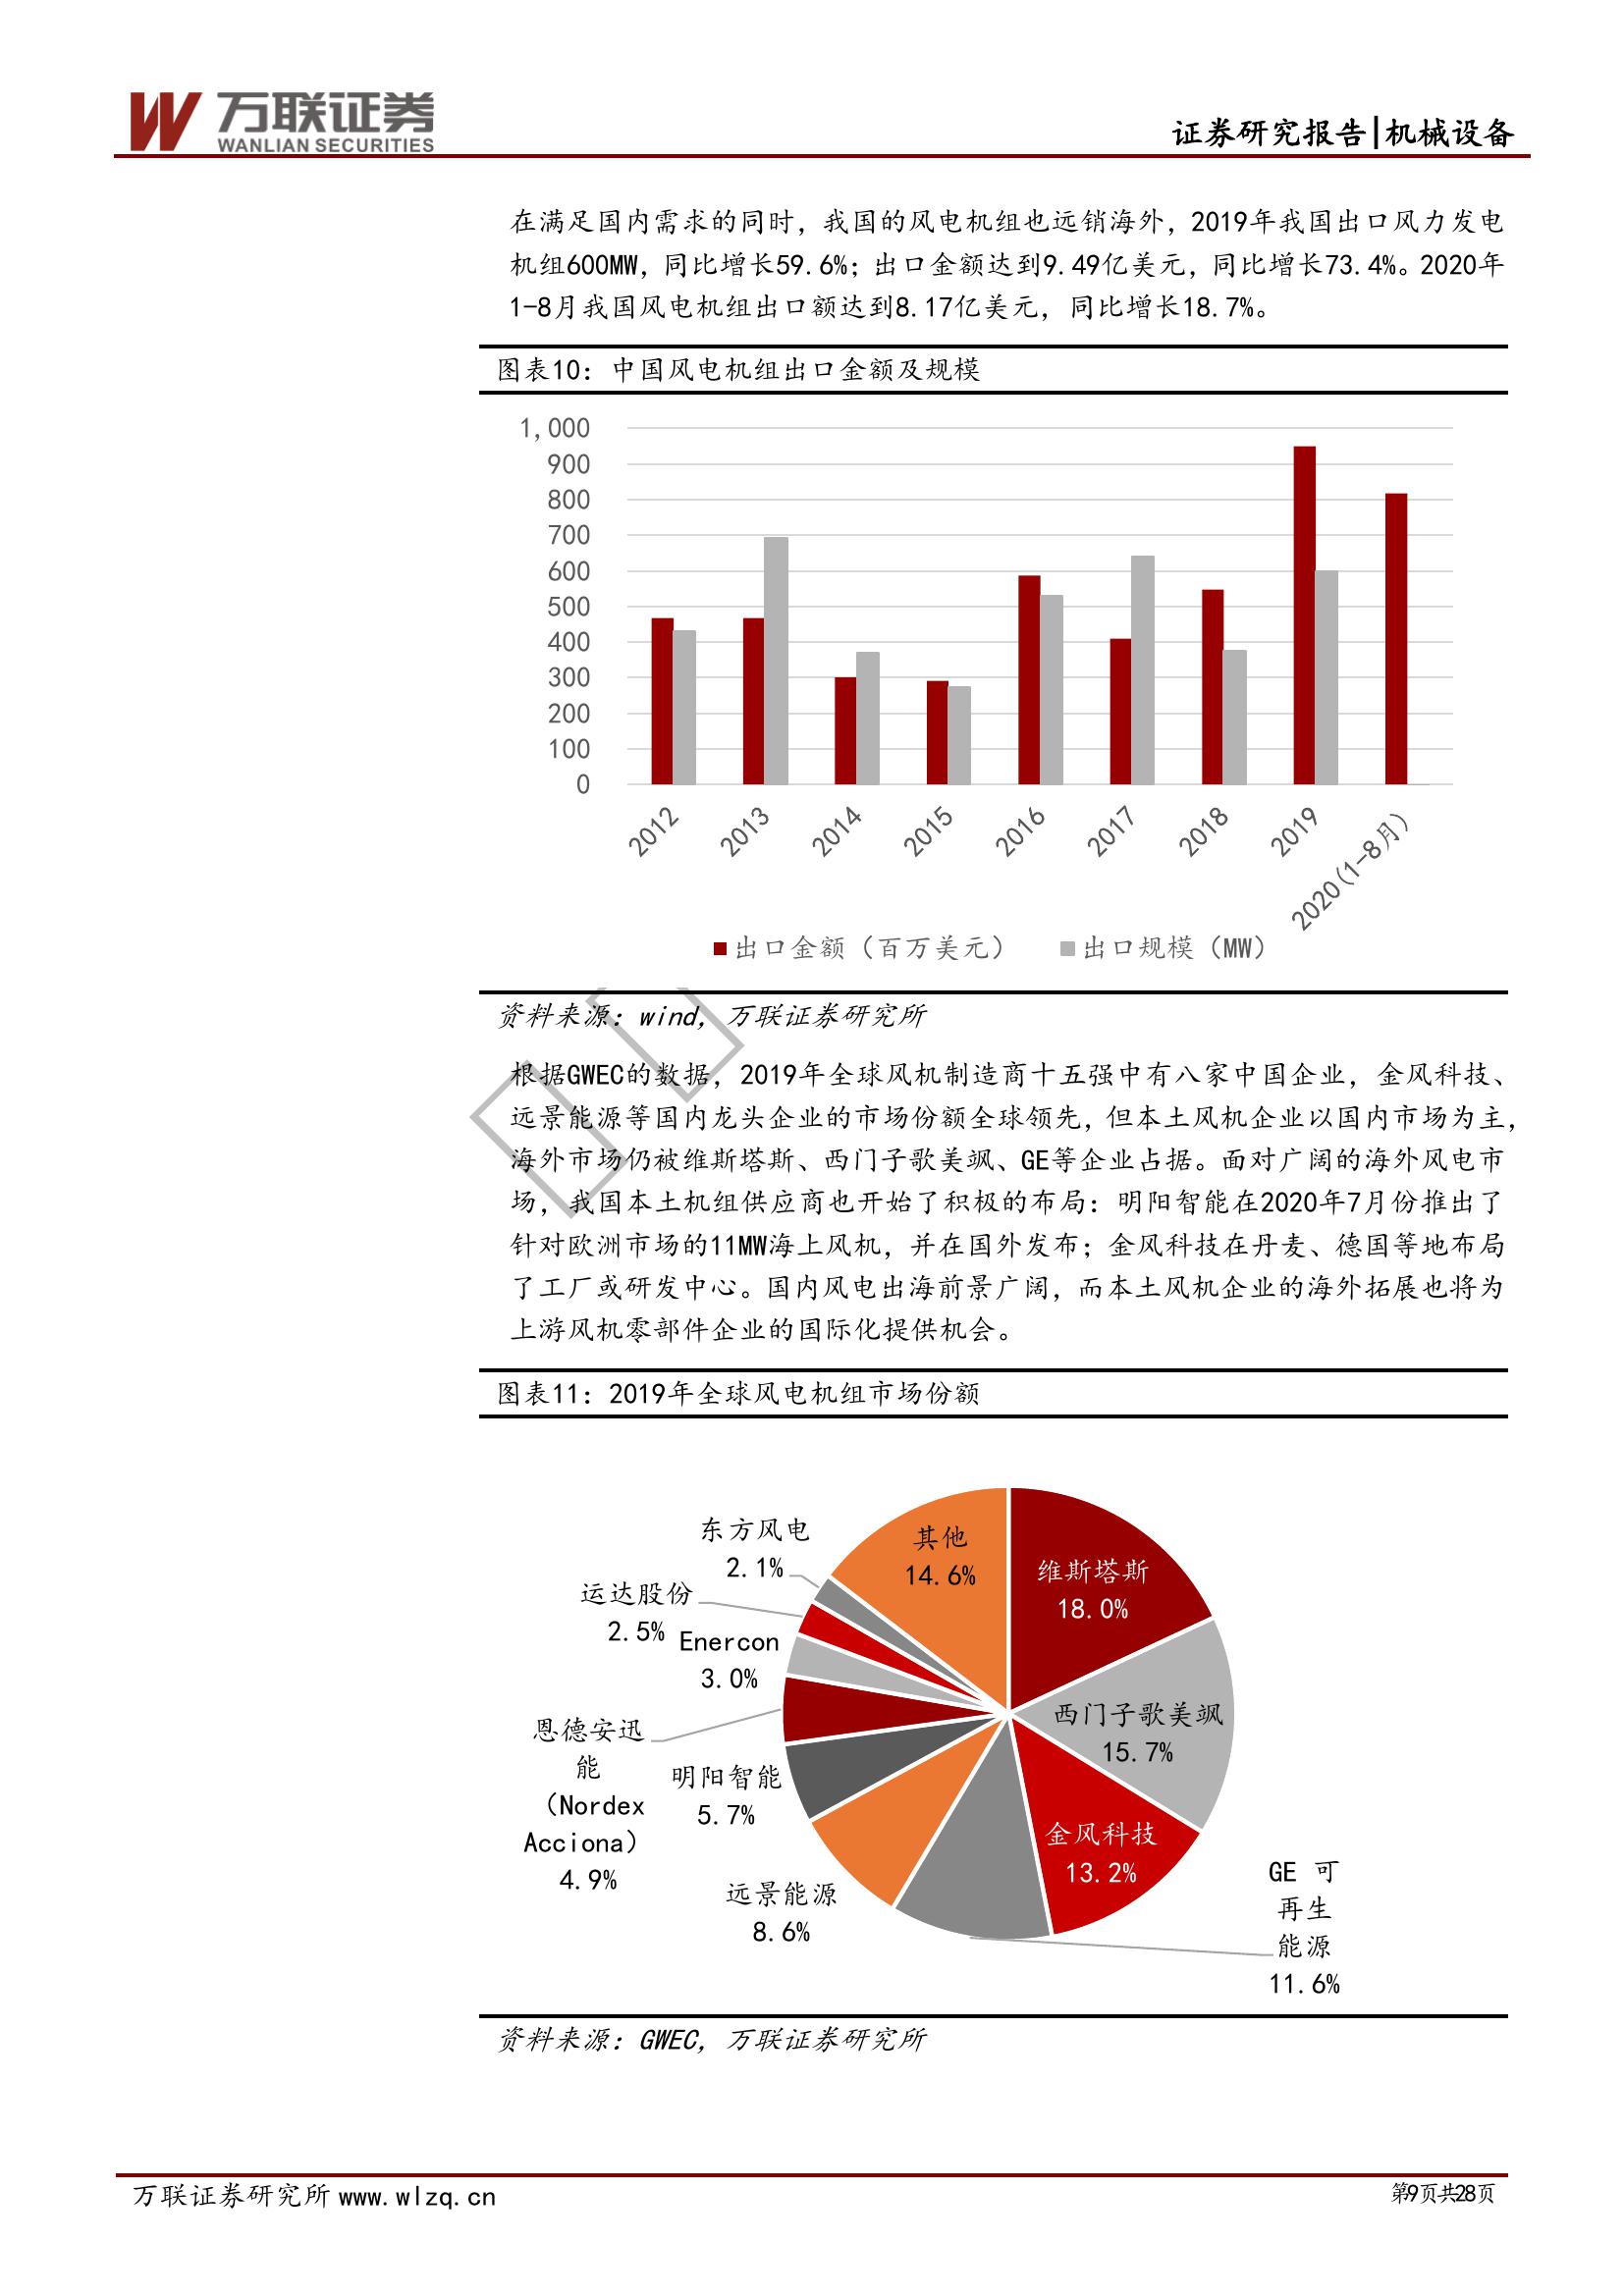 万联证券
WANLIAN SECURITIES
证券研究报告|机械设备
在满足国内需求的同时，我国的风电机组也远销海外，2019年我国出口风力发电
机组600MW，同比增长59.6%；出口金额达到9.49亿美元，同比增长73.4%。2020年
1-8月我国风电机组出口额达到8.17亿美元，同比增长18.7%。
图表10：中国风电机组出口金额及规模
1,000
900
800
700
600
500
400
300
200
100
0
2012
2013
2014
2015
2016
2017
2018
2019
2020(1-8月)
出口金额（百万美元）
出口规模（MW）
资料来源：wind，万联证券研究所
根据GWEC的数据，2019年全球风机制造商十五强中有八家中国企业，金风科技、
远景能源等国内龙头企业的市场份额全球领先，但本土风机企业以国内市场为主，
海外市场仍被维斯塔斯、西门子歌美飒、GE等企业占据。面对广阔的海外风电市
场，我国本土机组供应商也开始了积极的布局：明阳智能在2020年7月份推出了
针对欧洲市场的11MW海上风机，并在国外发布；金风科技在丹麦、德国等地布局
了工厂或研发中心。国内风电出海前景广阔，而本土风机企业的海外拓展也将为
上游风机零部件企业的国际化提供机会。
图表11：2019年全球风电机组市场份额
维斯塔斯
18.0%
西门子歌美飒
15.7%
金风科技
13.2%
GE 可
再生
能源
11.6%
远景能源
8.6%
明阳智能
5.7%
恩德安迅
能
（Nordex
Acciona）
4.9%
Enercon
3.0%
运达股份
2.5%
东方风电
2.1%
其他
14.6%
资料来源：GWEC，万联证券研究所
万联证券研究所 www.wlzq.cn
第9页共28页